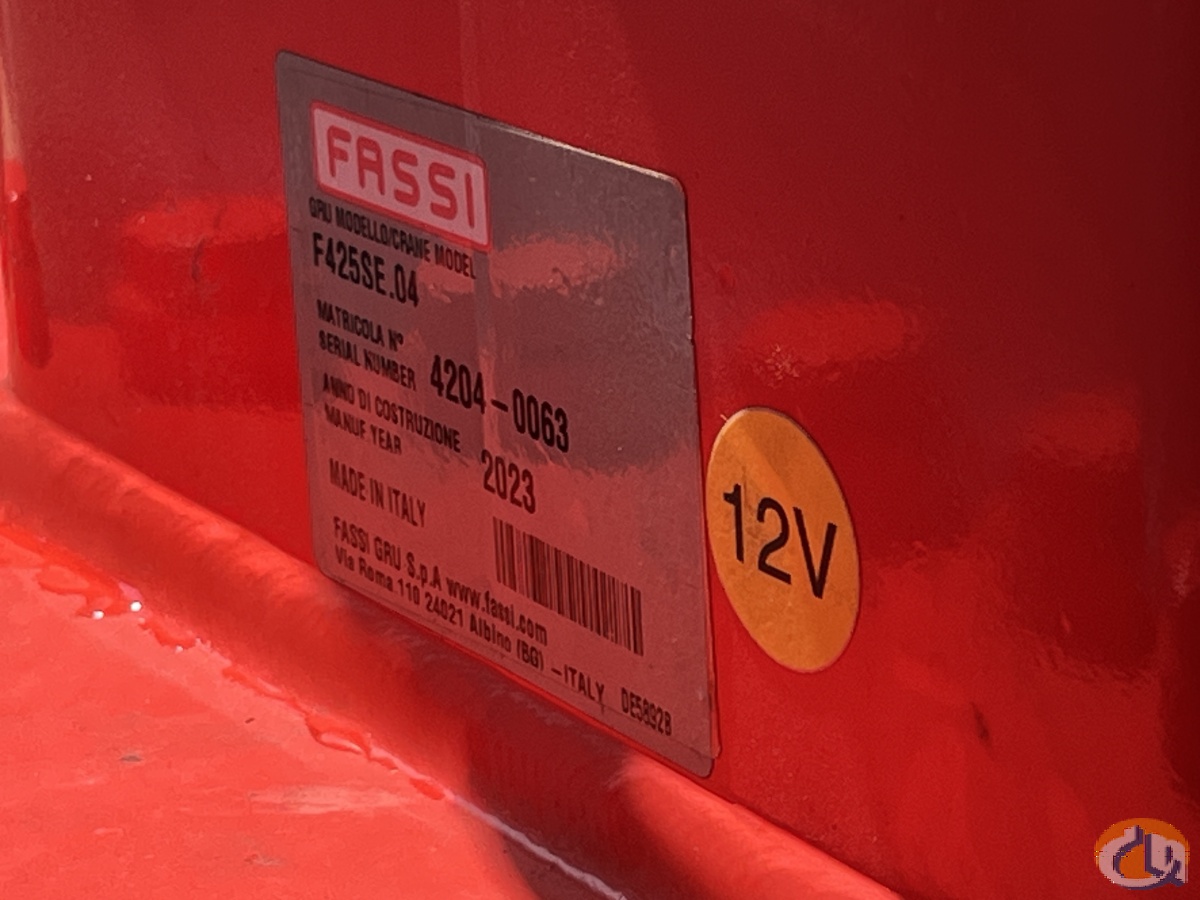 FASSI
GRU MODELLO/CRANE MODEL
F425SE.04
MATRICOLA N°
SERIAL NUMBER 4204-0063
ANNO DI COSTRUZIONE
MANUF YEAR 2023
MADE IN ITALY
FASSI GRU S.p.A www.fassi.com
Via Roma 110 24021 Albino (BG) -ITALY DE5892B
12V